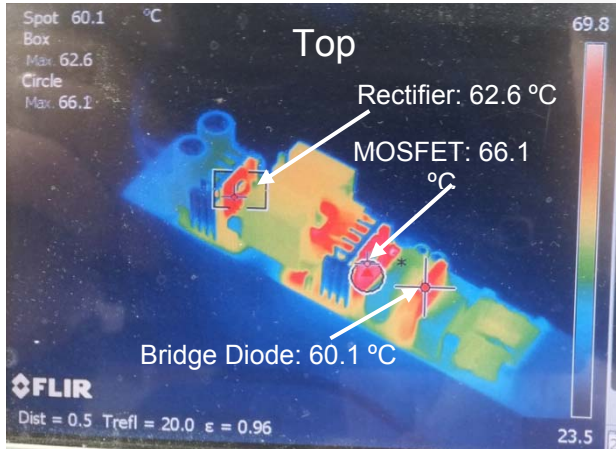 Spot 60.1 °C
Box
Max. 62.6
Circle
Max. 66.1
69.8
Top
Rectifier: 62.6 ºC
MOSFET: 66.1
ºC
Bridge Diode: 60.1 ºC
FLIR
Dist = 0.5 Trefl = 20.0 ε = 0.96
23.5